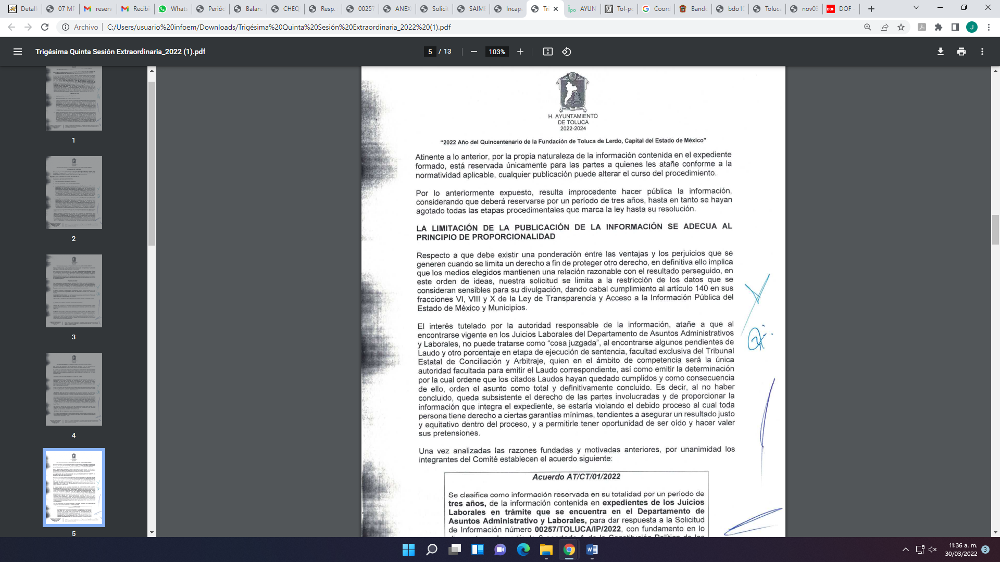 Detall
07 MR
reserv
Recibi
Whats
Periód
Balanz
CHEQ
Resp.
00257
ANEX
Solicit
SAIME
Incapa
Tri
AYUN
Tol-po
Coord
Bando
bdo10
Toluca
nov03
DOF -
Archivo
C:/Users/usuario%20infoem/Downloads/Trigésima%20Quinta%20Sesión%20Extraordinaria_2022%20(1).pdf
J
Trigésima Quinta Sesión Extraordinaria_2022 (1).pdf
5 / 13
103%
1
2
3
4
5
H. AYUNTAMIENTO
DE TOLUCA
2022-2024
“2022 Año del Quincentenario de la Fundación de Toluca de Lerdo, Capital del Estado de México”
Atinente a lo anterior, por la propia naturaleza de la información contenida en el expediente
formado, está reservada únicamente para las partes a quienes les atañe conforme a la
normatividad aplicable, cualquier publicación puede alterar el curso del procedimiento.
Por lo anteriormente expuesto, resulta improcedente hacer pública la información,
considerando que deberá reservarse por un período de tres años, hasta en tanto se hayan
agotado todas las etapas procedimentales que marca la ley hasta su resolución.
LA LIMITACIÓN DE LA PUBLICACIÓN DE LA INFORMACIÓN SE ADECUA AL
PRINCIPIO DE PROPORCIONALIDAD
Respecto a que debe existir una ponderación entre las ventajas y los perjuicios que se
generen cuando se limita un derecho a fin de proteger otro derecho, en definitiva ello implica
que los medios elegidos mantienen una relación razonable con el resultado perseguido, en
este orden de ideas, nuestra solicitud se limita a la restricción de los datos que se
consideran sensibles para su divulgación, dando cabal cumplimiento al artículo 140 en sus
fracciones VI, VIII y X de la Ley de Transparencia y Acceso a la Información Pública del
Estado de México y Municipios.
El interés tutelado por la autoridad responsable de la información, atañe a que al
encontrarse vigente en los Juicios Laborales del Departamento de Asuntos Administrativos
y Laborales, no puede tratarse como “cosa juzgada”, al encontrarse algunos pendientes de
Laudo y otro porcentaje en etapa de ejecución de sentencia, facultad exclusiva del Tribunal
Estatal de Conciliación y Arbitraje, quien en el ámbito de competencia será la única
autoridad facultada para emitir el Laudo correspondiente, así como emitir la determinación
por la cual ordene que los citados Laudos hayan quedado cumplidos y como consecuencia
de ello, orden el asunto como total y definitivamente concluido. Es decir, al no haber
concluido, queda subsistente el derecho de las partes involucradas y de proporcionar la
información que integra el expediente, se estaría violando el debido proceso al cual toda
persona tiene derecho a ciertas garantías mínimas, tendientes a asegurar un resultado justo
y equitativo dentro del proceso, y a permitirle tener oportunidad de ser oído y hacer valer
sus pretensiones.
Una vez analizadas las razones fundadas y motivadas anteriores, por unanimidad los
integrantes del Comité establecen el acuerdo siguiente:
Acuerdo AT/CT/01/2022
Se clasifica como información reservada en su totalidad por un periodo de
tres años, de la información contenida en expedientes de los Juicios
Laborales en trámite que se encuentra en el Departamento de
Asuntos Administrativo y Laborales, para dar respuesta a la Solicitud
de Información número 00257/TOLUCA/IP/2022, con fundamento en lo
11:36 a. m.
30/03/2022
3